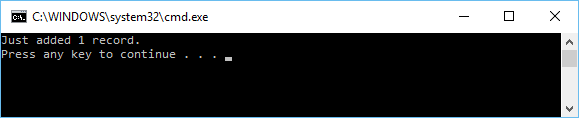 C:\WINDOWS\system32\cmd.exe
Just added 1 record.
Press any key to continue . . .